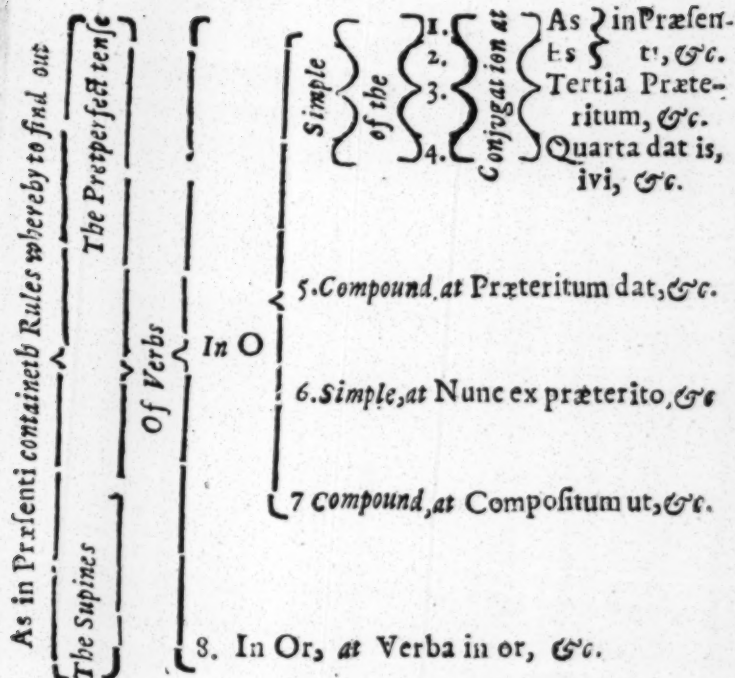 As in Præsenti containeth Rules whereby to find out
The Pretperfect tense
The Supines
Of Verbs
In O
Simple
of the
1.
2.
3.
4.
Conjugation at
As } in Præsen-
Es } ti, &c.
Tertia Præte-
ritum, &c.
Quarta dat is,
ivi, &c.
5. Compound, at Præteritum dat, &c.
6. Simple, at Nunc ex præterito, &c
7 Compound, at Compoſitum ut, &c.
8. In Or, at Verba in or, &c.